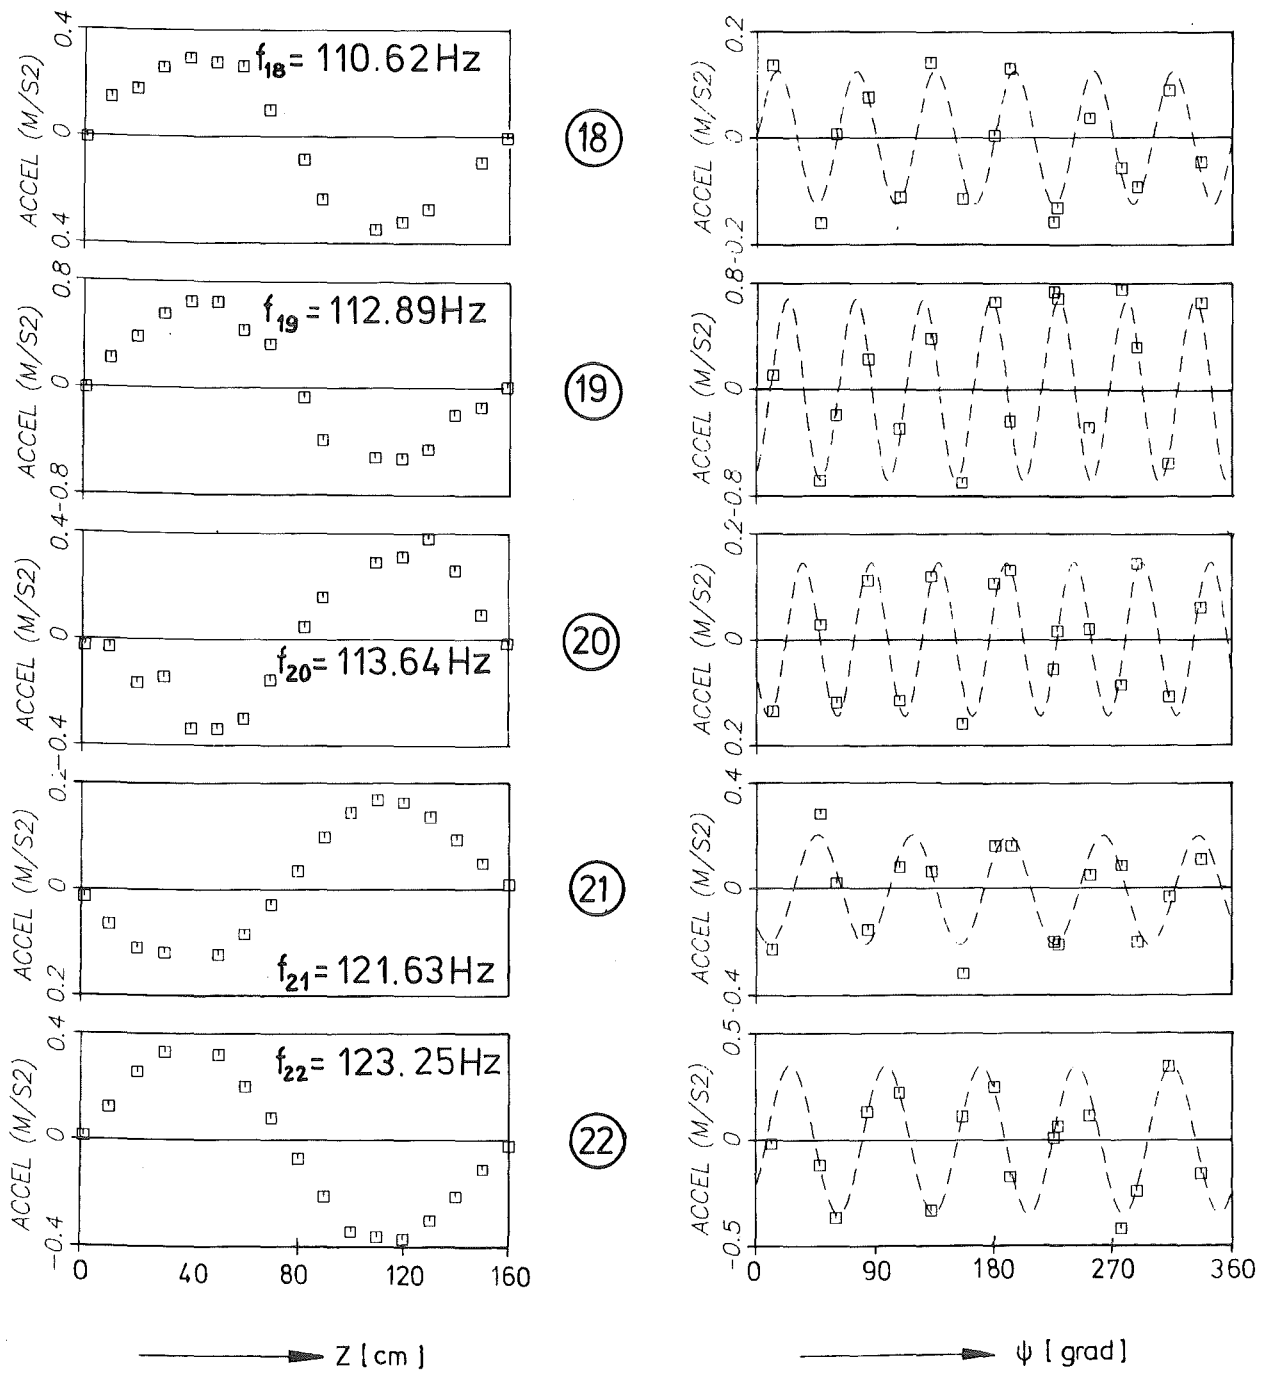 0.4
0
0.4
ACCEL (M/S2)
f18 = 110.62 Hz
18
0.2
0
-0.2
ACCEL (M/S2)
0.8
0
-0.8
ACCEL (M/S2)
f19 = 112.89 Hz
19
0.8
0
-0.8
ACCEL (M/S2)
0.4
0
-0.4
ACCEL (M/S2)
f20 = 113.64 Hz
20
0.2
0
0.2
ACCEL (M/S2)
0.2
0
0.2
ACCEL (M/S2)
f21 = 121.63 Hz
21
0.4
0
-0.4
ACCEL (M/S2)
0.4
0
-0.4
ACCEL (M/S2)
f22 = 123.25 Hz
22
0.5
0
-0.5
ACCEL (M/S2)
0 40 80 120 160
0 90 180 270 360
Z [cm]
ψ [grad]